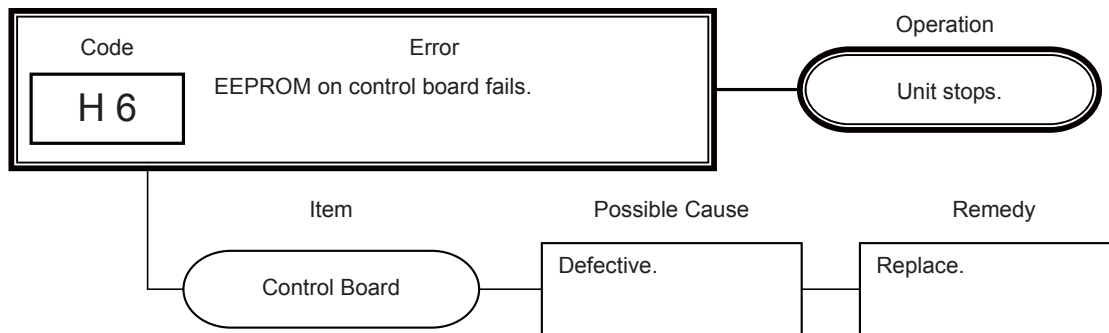 Code
Error
Operation
H 6
EEPROM on control board fails.
Unit stops.
Item
Possible Cause
Remedy
Control Board
Defective.
Replace.